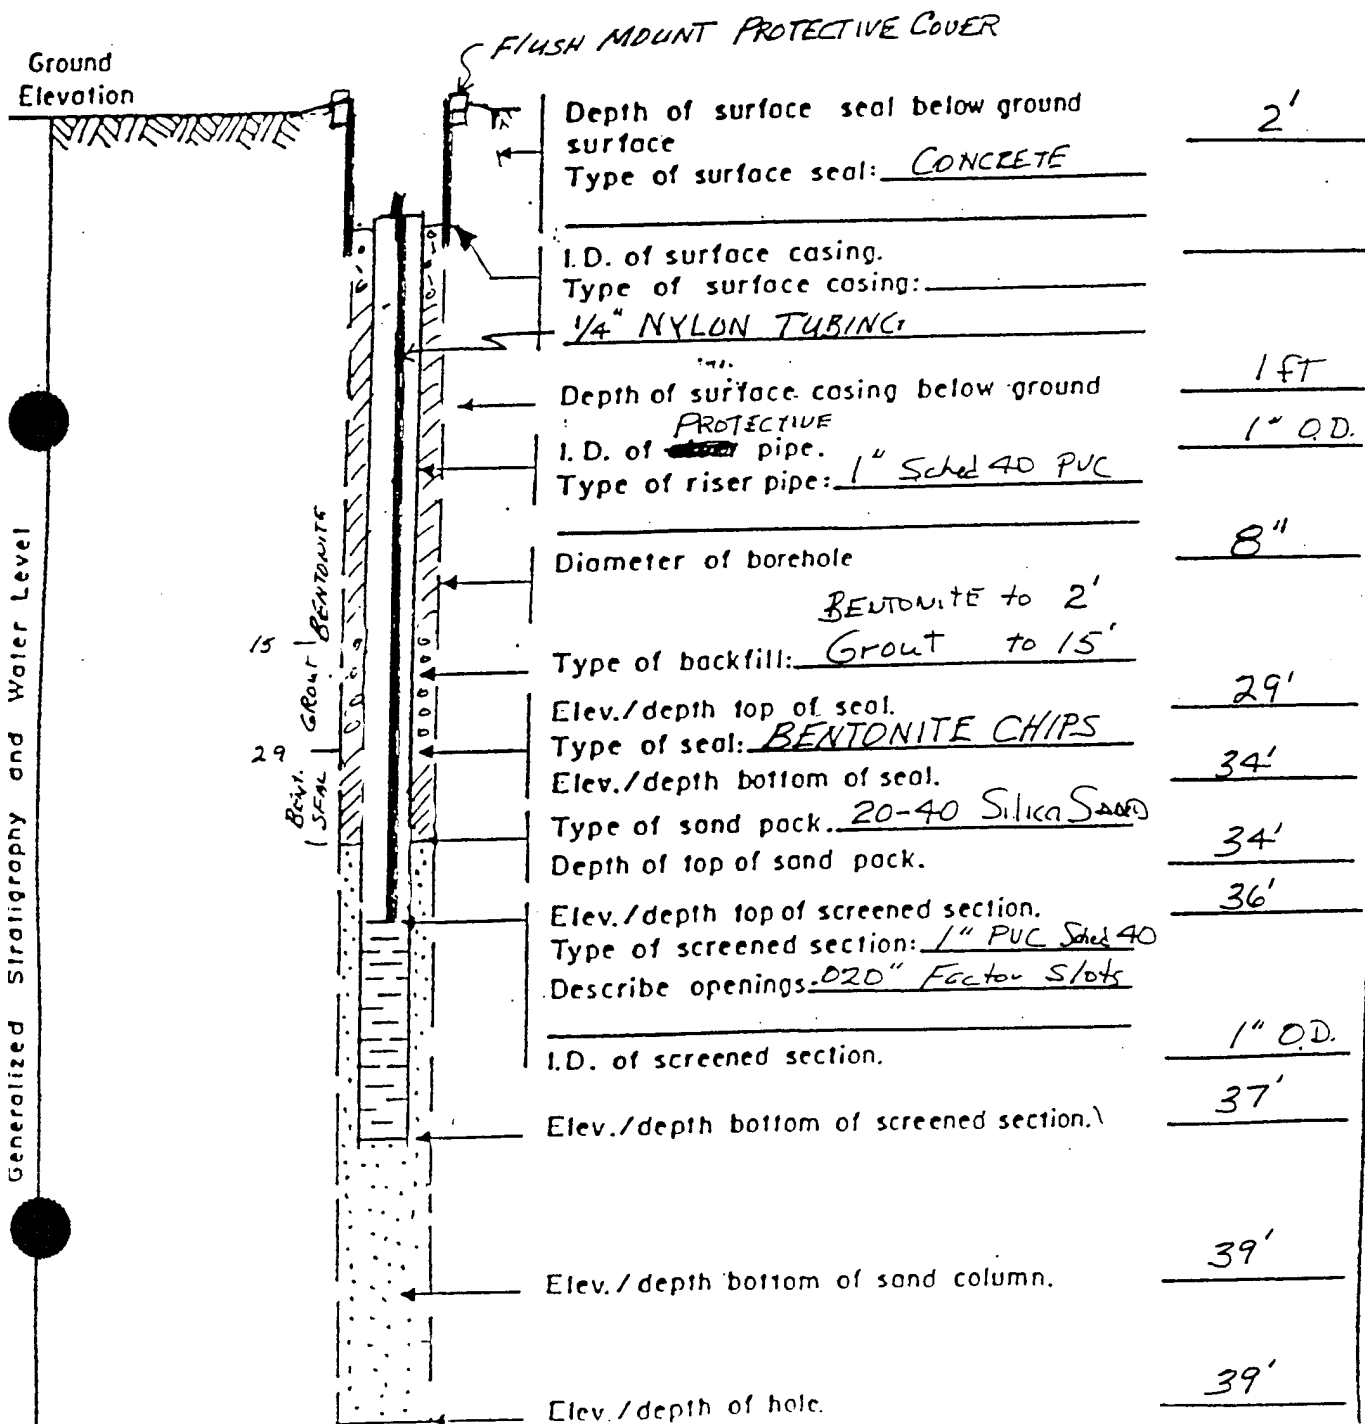 FLUSH MOUNT PROTECTIVE COVER
Ground
Elevation
Depth of surface seal below ground
surface
2'
Type of surface seal: CONCRETE
I.D. of surface casing.
Type of surface casing:
1/4" NYLON TUBING
Depth of surface casing below ground
1 FT
PROTECTIVE
I.D. of pipe.
1" O.D.
Type of riser pipe: 1" Sched 40 PVC
Diameter of borehole
8"
BENTONITE to 2'
Type of backfill: Grout to 15'
Elev./depth top of seal.
29'
Type of seal: BENTONITE CHIPS
Elev./depth bottom of seal.
34'
Type of sand pack. 20-40 Silica
Depth of top of sand pack.
34'
Elev./depth top of screened section.
36'
Type of screened section: 1" PVC Sched 40
Describe openings. .020" Slots
I.D. of screened section.
1" O.D.
Elev./depth bottom of screened section.
37'
Elev./depth bottom of sand column.
39'
Elev./depth of hole.
39'
BENTONITE
15
GROUT
29
BENT.
SEAL
Generalized Stratigraphy and Water Level